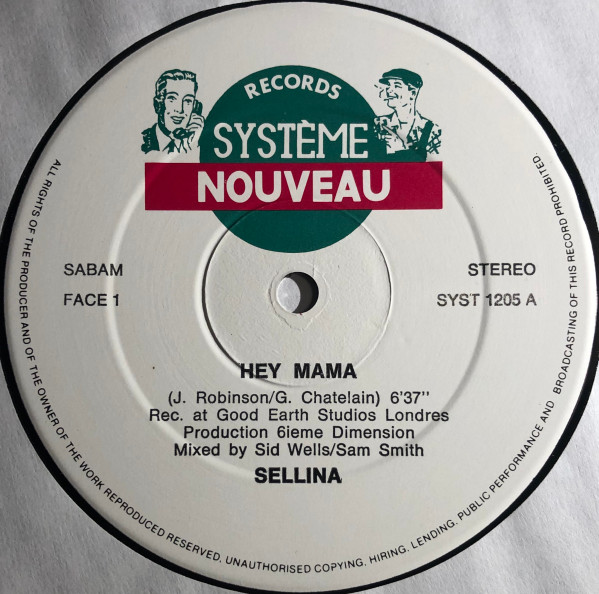 RECORDS
SYSTÈME
NOUVEAU
SABAM
STEREO
FACE 1
SYST 1205 A
HEY MAMA
(J. Robinson/G. Chatelain) 6'37''
Rec. at Good Earth Studios Londres
Production 6ieme Dimension
Mixed by Sid Wells/Sam Smith
SELLINA
ALL RIGHTS OF THE PRODUCER AND OF THE OWNER OF THE WORK REPRODUCED RESERVED. UNAUTHORISED COPYING. HIRING. LENDING. PUBLIC PERFORMANCE AND BROADCASTING OF THIS RECORD PROHIBITED.